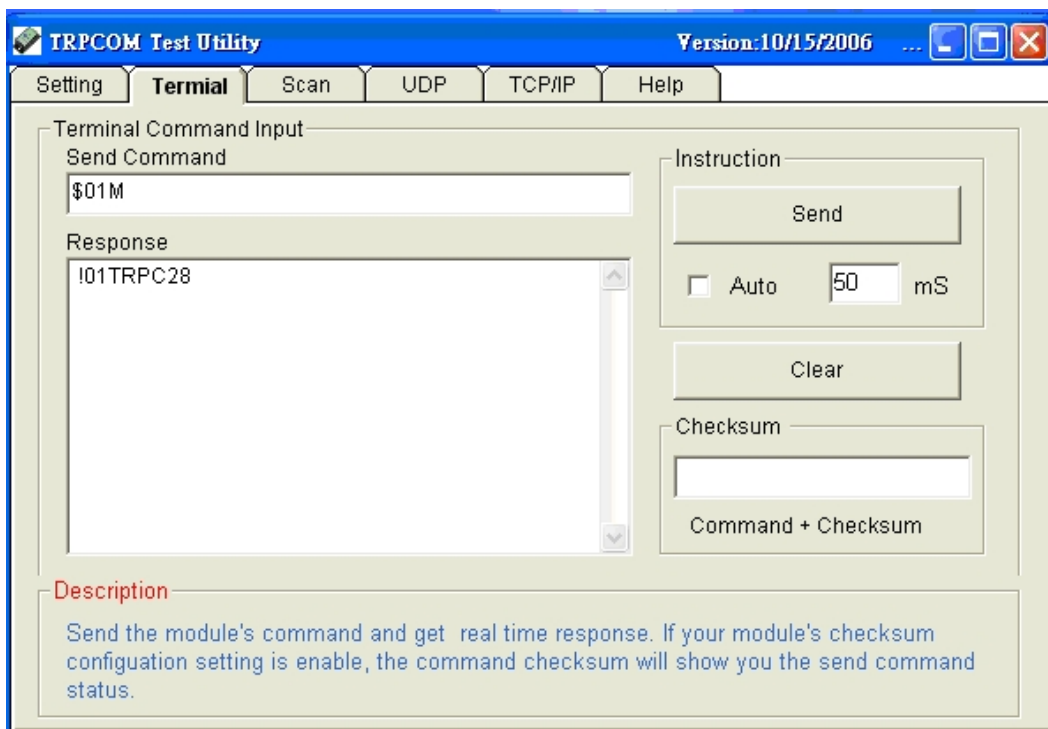 TRPCOM Test Utility Version:10/15/2006 ...
Setting Termial Scan UDP TCP/IP Help
Terminal Command Input
Send Command
$01M
Response
!01TRPC28
Instruction
Send
Auto 50 mS
Clear
Checksum
Command + Checksum
Description
Send the module's command and get real time response. If your module's checksum
configuation setting is enable, the command checksum will show you the send command
status.